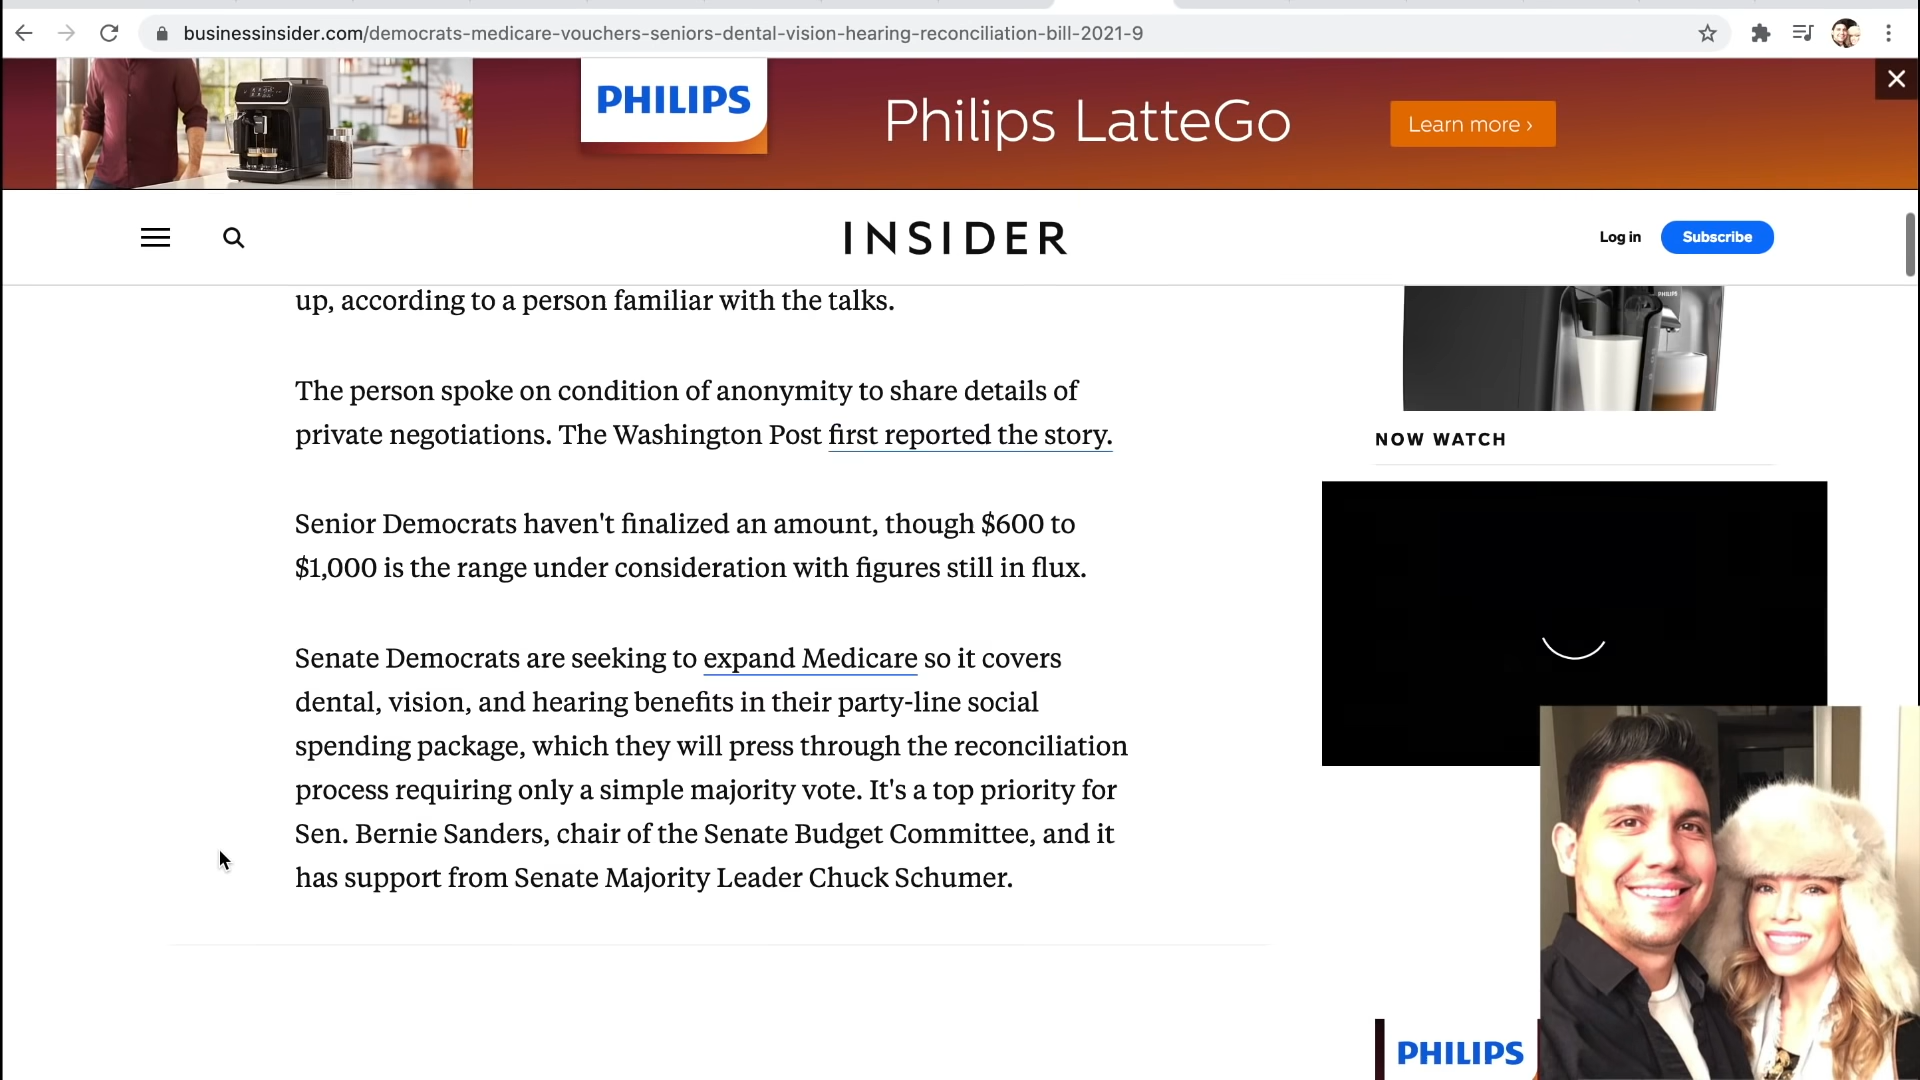 businessinsider.com/democrats-medicare-vouchers-seniors-dental-vision-hearing-reconciliation-bill-2021-9
PHILIPS
Philips LatteGo
Learn more ›
INSIDER
Log in
Subscribe
up, according to a person familiar with the talks.
The person spoke on condition of anonymity to share details of
private negotiations. The Washington Post first reported the story.
Senior Democrats haven't finalized an amount, though $600 to
$1,000 is the range under consideration with figures still in flux.
Senate Democrats are seeking to expand Medicare so it covers
dental, vision, and hearing benefits in their party-line social
spending package, which they will press through the reconciliation
process requiring only a simple majority vote. It's a top priority for
Sen. Bernie Sanders, chair of the Senate Budget Committee, and it
has support from Senate Majority Leader Chuck Schumer.
PHILIPS
NOW WATCH
PHILIPS